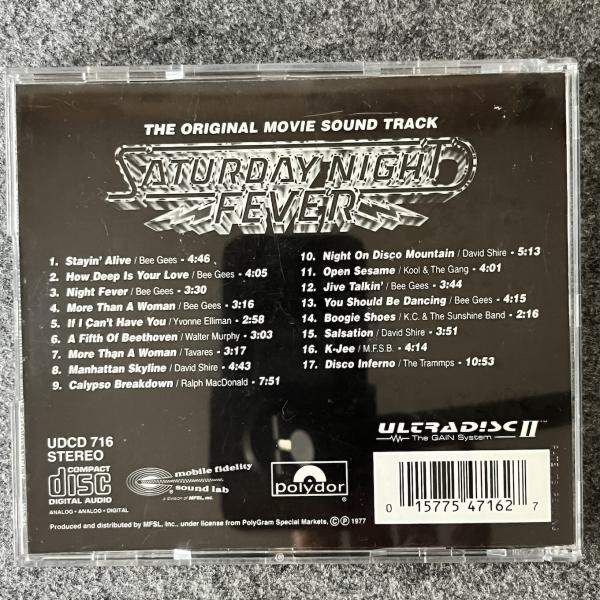 THE ORIGINAL MOVIE SOUND TRACK
SATURDAY NIGHT
FEVER
1. Stayin' Alive / Bee Gees - 4:46
2. How Deep Is Your Love / Bee Gees - 4:05
3. Night Fever / Bee Gees - 3:30
4. More Than A Woman / Bee Gees - 3:16
5. If I Can't Have You / Yvonne Elliman - 2:58
6. A Fifth Of Beethoven / Walter Murphy - 3:03
7. More Than A Woman / Tavares - 3:17
8. Manhattan Skyline / David Shire - 4:43
9. Calypso Breakdown / Ralph MacDonald - 7:51
10. Night On Disco Mountain / David Shire - 5:13
11. Open Sesame / Kool & The Gang - 4:01
12. Jive Talkin' / Bee Gees - 3:44
13. You Should Be Dancing / Bee Gees - 4:15
14. Boogie Shoes / K.C. & The Sunshine Band - 2:16
15. Salsation / David Shire - 3:51
16. K-Jee / M.F.S.B. - 4:14
17. Disco Inferno / The Trammps - 10:53
UDCD 716
STEREO
COMPACT
disc
DIGITAL AUDIO
ANALOG • ANALOG • DIGITAL
mobile fidelity
sound lab
a division of MFSL, INC.
polydor
ULTRADISC II™
The GAIN System™
0 15775 47162 7
Produced and distributed by MFSL, Inc., under license from PolyGram Special Markets, Ⓒ Ⓟ 1977